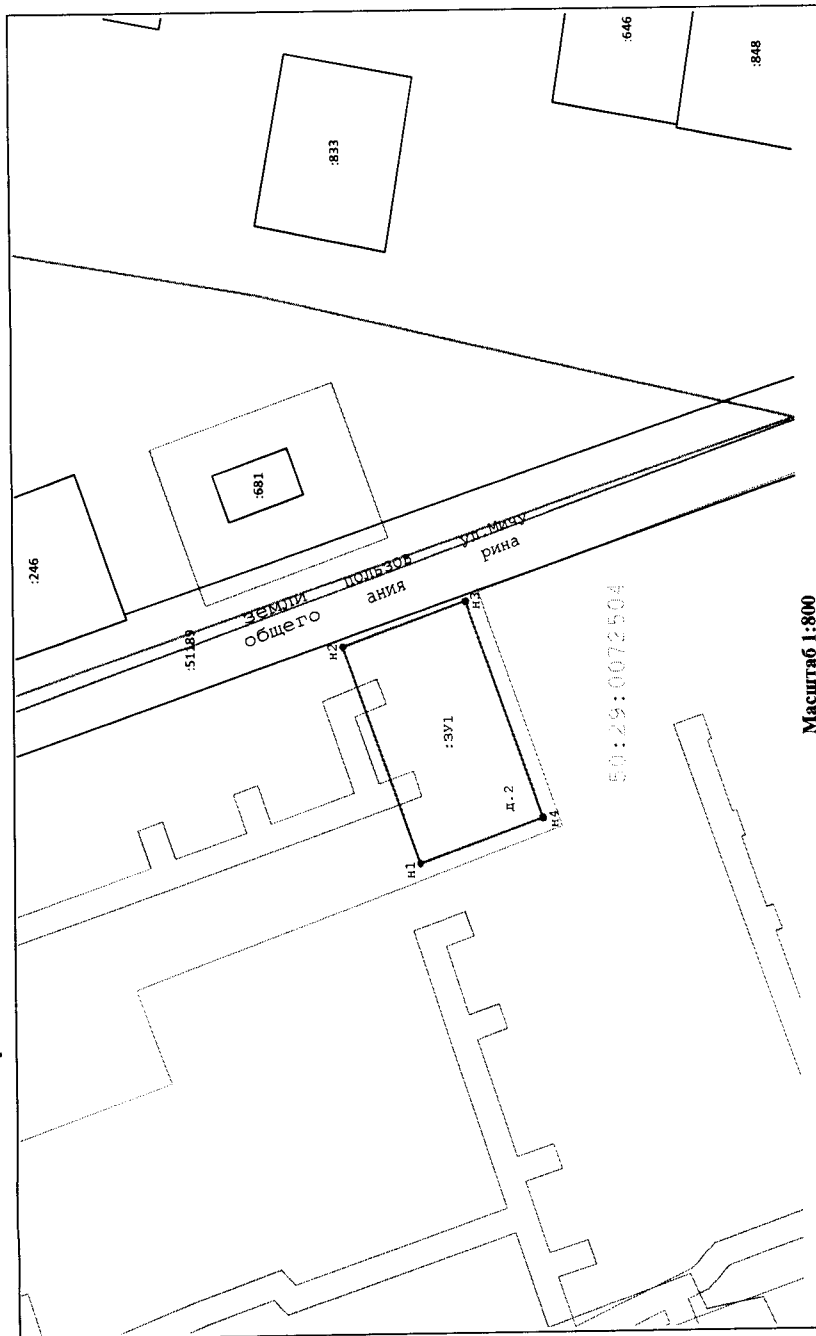 :646
:848
:833
:246
:681
:51189
земли
общего
пользов
ания
ул.Мичу
рина
н2
н3
:ЗУ1
н1
д.2
н4
50:29:0072504
Масштаб 1:800